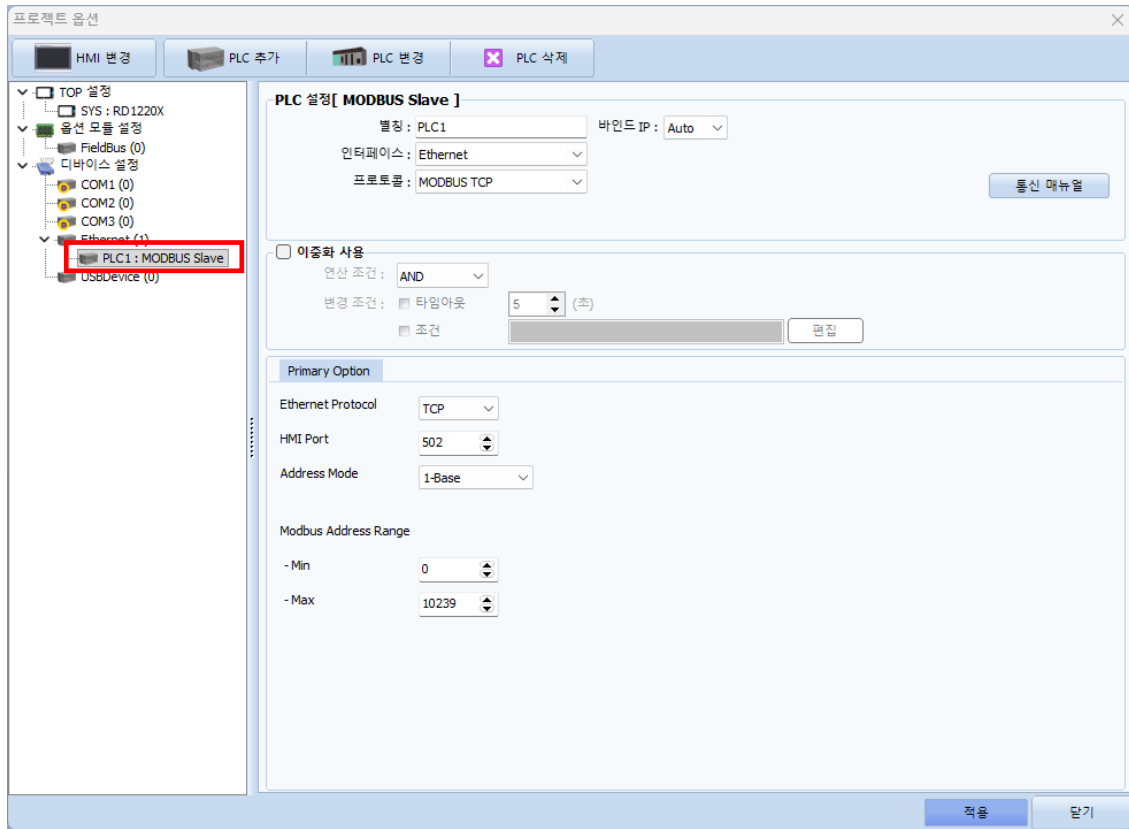 프로젝트 옵션
HMI 변경 PLC 추가 PLC 변경 PLC 삭제
TOP 설정
SYS : RD1220X
옵션 모듈 설정
FieldBus (0)
디바이스 설정
COM1 (0)
COM2 (0)
COM3 (0)
Ethernet (1)
PLC1 : MODBUS Slave
USBDevice (0)
PLC 설정[ MODBUS Slave ]
별칭 : PLC1 바인드 IP : Auto
인터페이스 : Ethernet
프로토콜 : MODBUS TCP
통신 매뉴얼
이중화 사용
연산 조건 : AND
변경 조건 : 타임아웃 5 (초)
조건 편집
Primary Option
Ethernet Protocol TCP
HMI Port 502
Address Mode 1-Base
Modbus Address Range
- Min 0
- Max 10239
적용 닫기